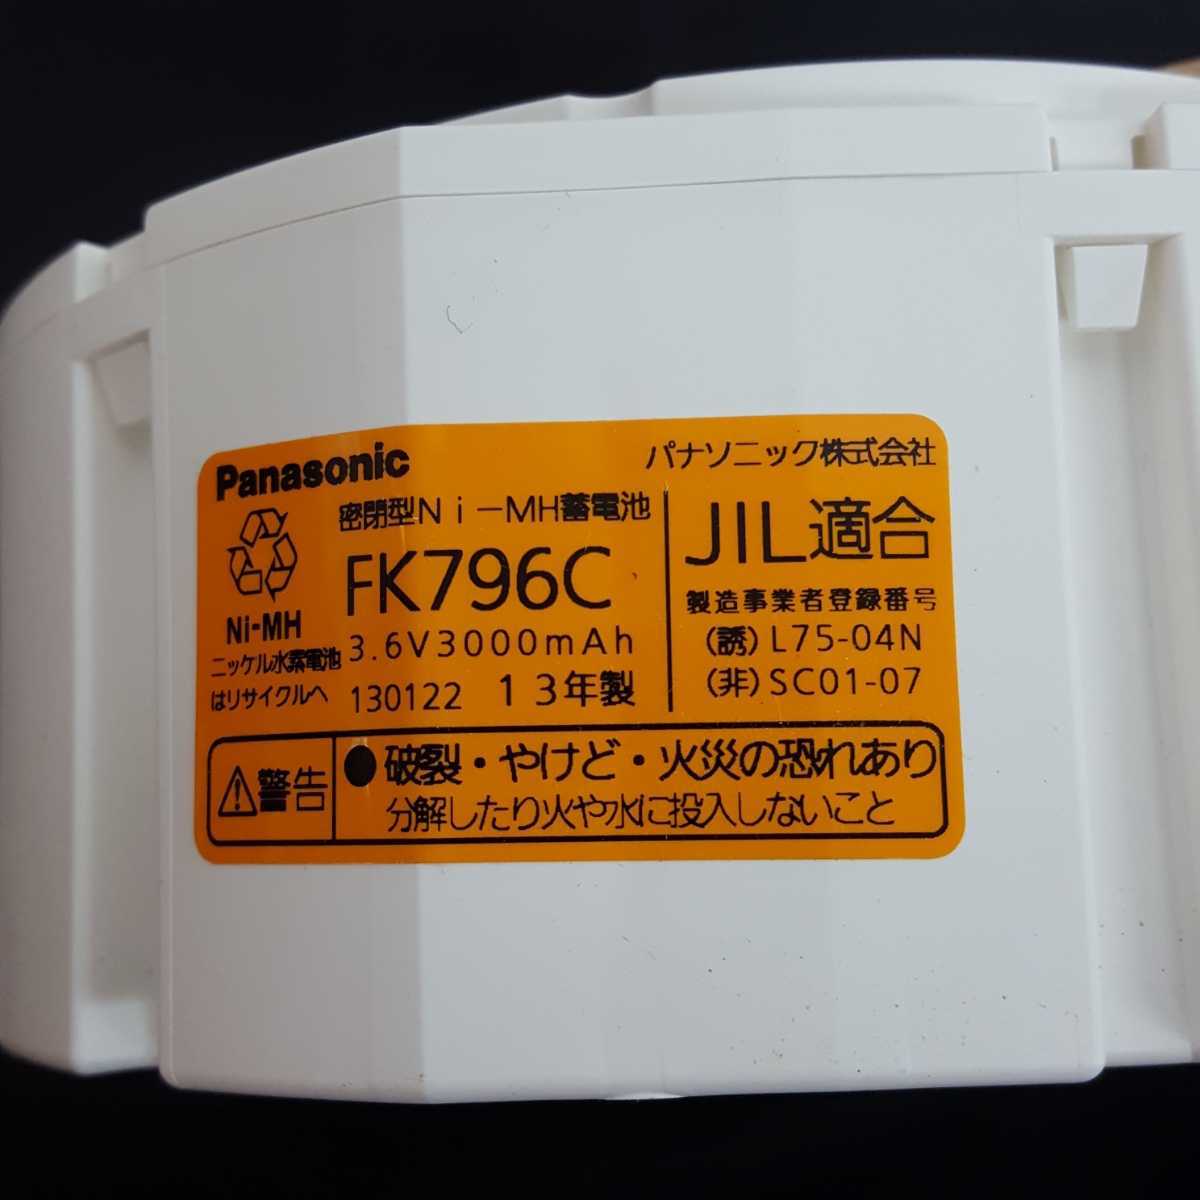 Panasonic
パナソニック株式会社
密閉型Ni-MH蓄電池
FK796C
3.6V3000mAh
130122 13年製
Ni-MH
ニッケル水素電池
はリサイクルへ
JIL適合
製造事業者登録番号
(誘)L75-04N
(非)SC01-07
警告
●破裂・やけど・火災の恐れあり
分解したり火や水に投入しないこと